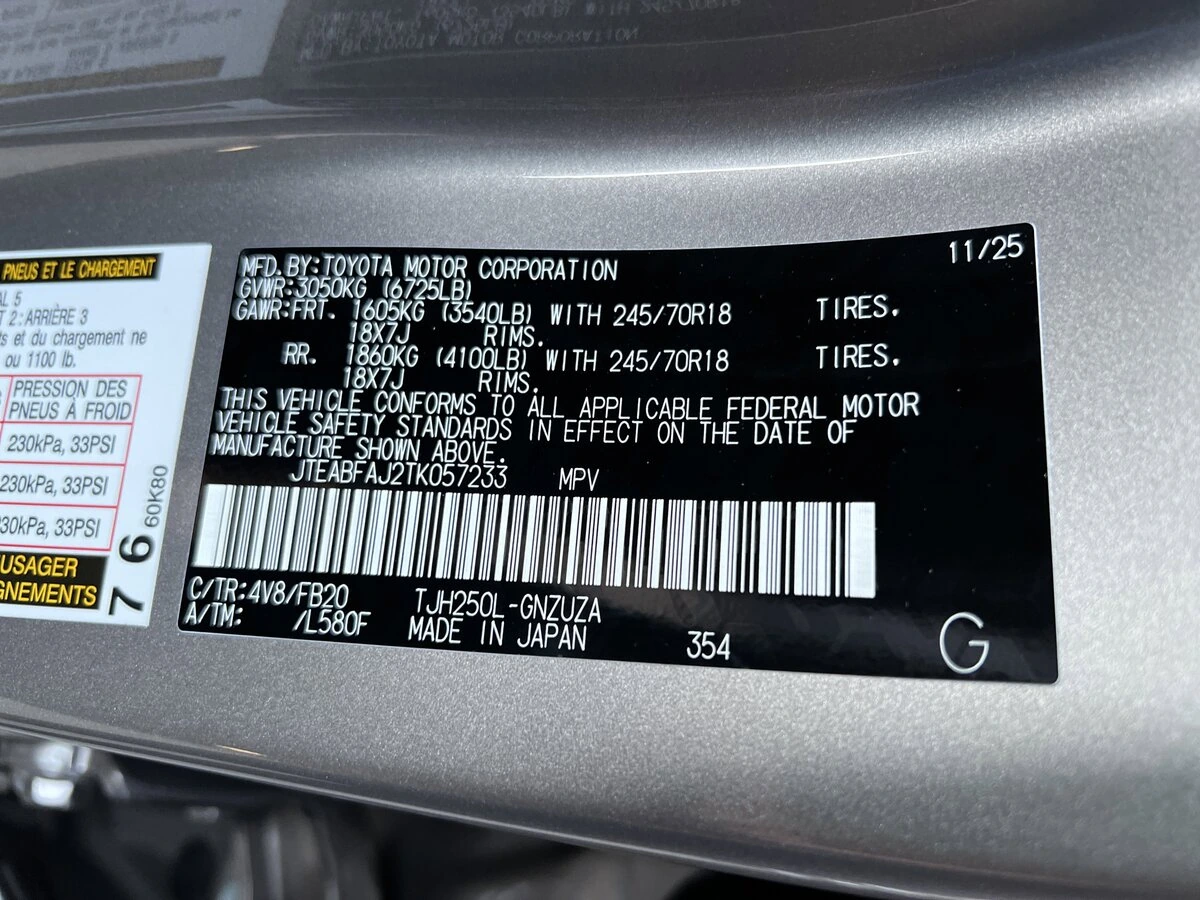 PNEUS ET LE CHARGEMENT
AL 5
T 2: ARRIÈRE 3
ts et du chargement ne
ou 1100 lb.
PRESSION DES
PNEUS À FROID
230kPa, 33PSI
230kPa, 33PSI
230kPa, 33PSI
USAGER
GNEMENTS
7 6 60K80
11/25
MFD.BY:TOYOTA MOTOR CORPORATION
GVWR:3050KG (6725LB)
GAWR:FRT. 1605KG (3540LB) WITH 245/70R18 TIRES.
18X7J RIMS.
RR. 1860KG (4100LB) WITH 245/70R18 TIRES.
18X7J RIMS.
THIS VEHICLE CONFORMS TO ALL APPLICABLE FEDERAL MOTOR
VEHICLE SAFETY STANDARDS IN EFFECT ON THE DATE OF
MANUFACTURE SHOWN ABOVE.
JTEABFAJ2TK057233 MPV
C/TR:4V8/FB20 TJH250L-GNZUZA
A/TM: /L580F MADE IN JAPAN 354
G